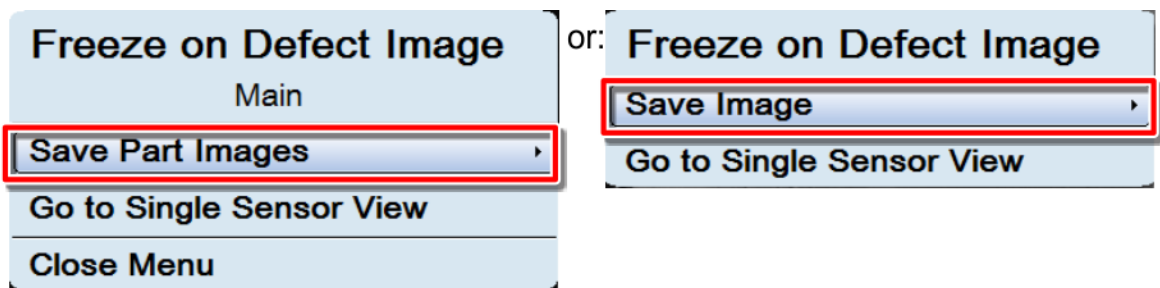 Freeze on Defect Image
Main
Save Part Images
Go to Single Sensor View
Close Menu
or:
Freeze on Defect Image
Save Image
Go to Single Sensor View